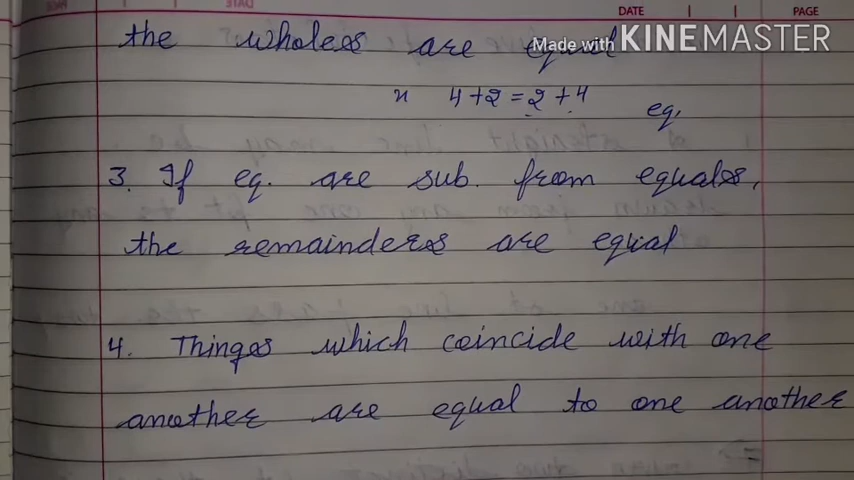 DATE PAGE
the wholes are equal
Made with KINEMASTER
x 4+2=2+4 eq.
3. If eq. are sub. from equals,
the remainders are equal
4. Things which coincide with one
another are equal to one another